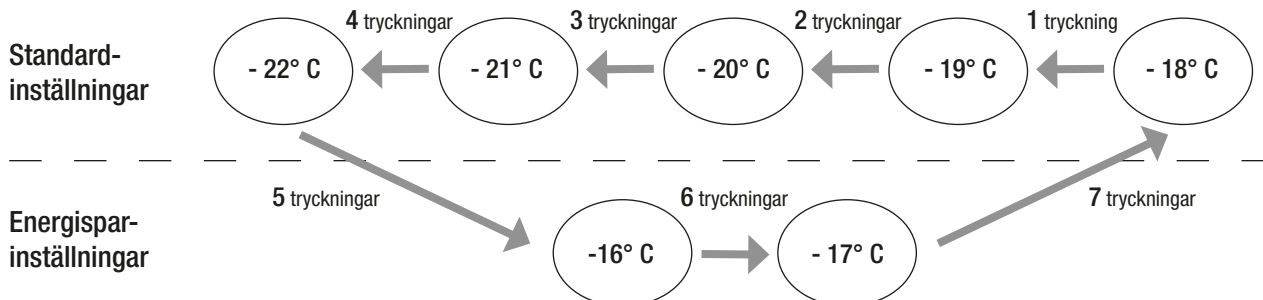 4 tryckningar 3 tryckningar 2 tryckningar 1 tryckning
Standard-
inställningar
- 22° C - 21° C - 20° C - 19° C - 18° C
5 tryckningar 6 tryckningar 7 tryckningar
Energispar-
inställningar
-16° C - 17° C